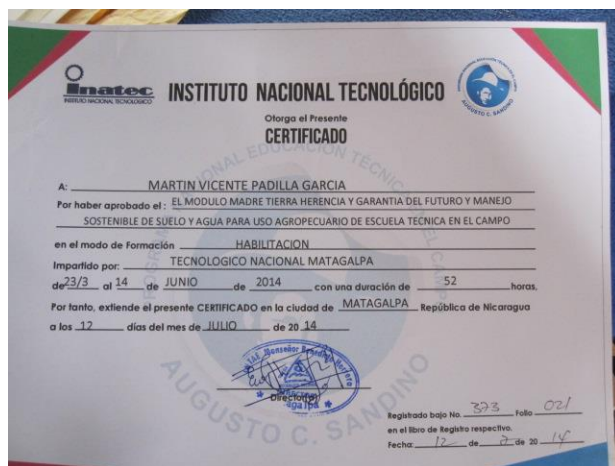 Inatec
INSTITUTO NACIONAL TECNOLÓGICO
INSTITUTO NACIONAL TECNOLÓGICO
Otorga el Presente
CERTIFICADO
A: MARTIN VICENTE PADILLA GARCIA
Por haber aprobado el : EL MODULO MADRE TIERRA HERENCIA Y GARANTIA DEL FUTURO Y MANEJO
SOSTENIBLE DE SUELO Y AGUA PARA USO AGROPECUARIO DE ESCUELA TECNICA EN EL CAMPO
en el modo de Formación HABILITACION
Impartido por: TECNOLOGICO NACIONAL MATAGALPA
de 23/3 al 14 de JUNIO de 2014 con una duración de 52 horas,
Por tanto, extiende el presente CERTIFICADO en la ciudad de MATAGALPA República de Nicaragua
a los 12 días del mes de JULIO de 20 14
Monseñor Benedicto Herrera
Director(a)
Registrado bajo No. 373 Folio 021
en el libro de Registro respectivo.
Fecha: 12 de 7 de 20 14
AUGUSTO C. SANDINO